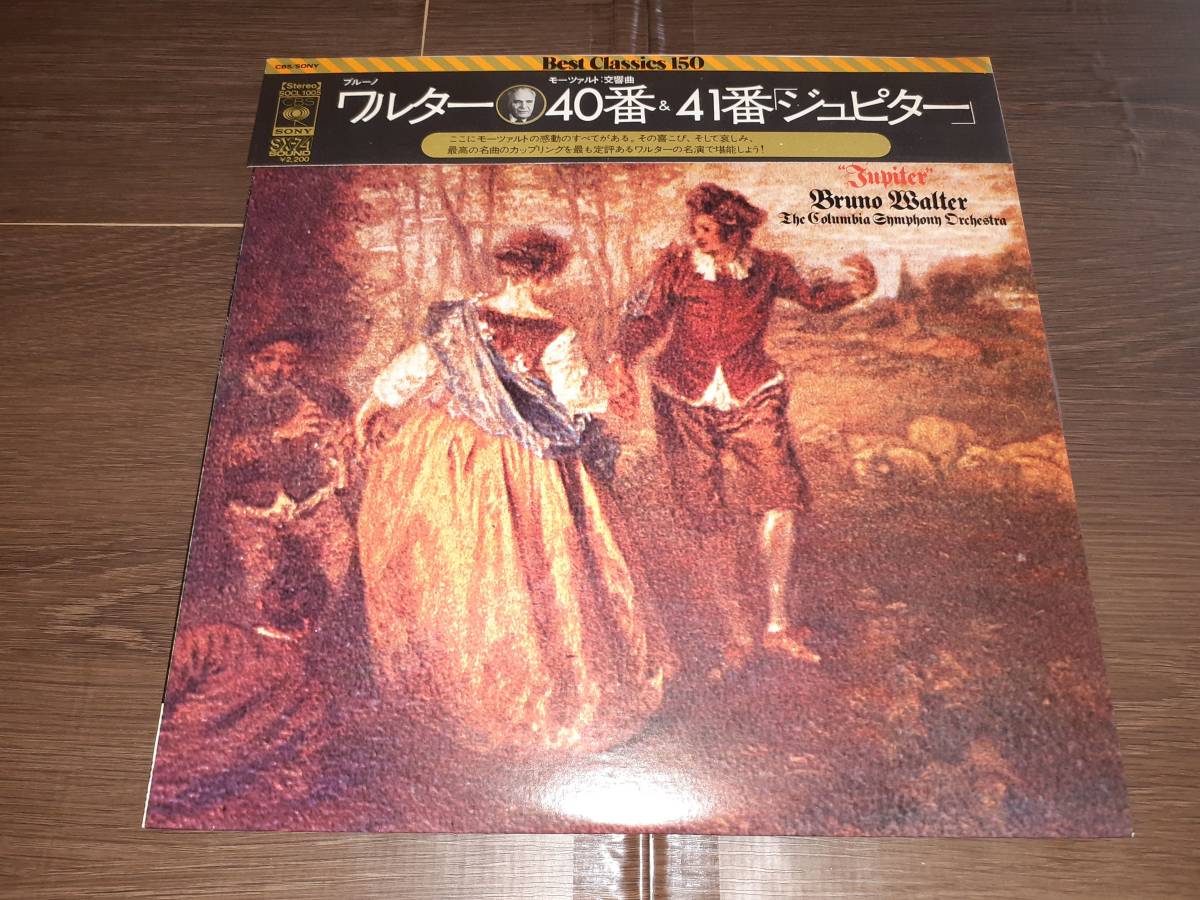 CBS/SONY
Best Classics 150
[Stereo]
SOCL 1005
CBS
SONY
SX-74
SOUND
¥2,200
ブルーノ
ワルター
モーツァルト:交響曲
40番&41番「ジュピター」
ここにモーツァルトの感動のすべてがある。その喜こび、そして哀しみ、
最高の名曲のカップリングを最も定評あるワルターの名演で堪能しよう!
"Jupiter"
Bruno Walter
The Columbia Symphony Orchestra